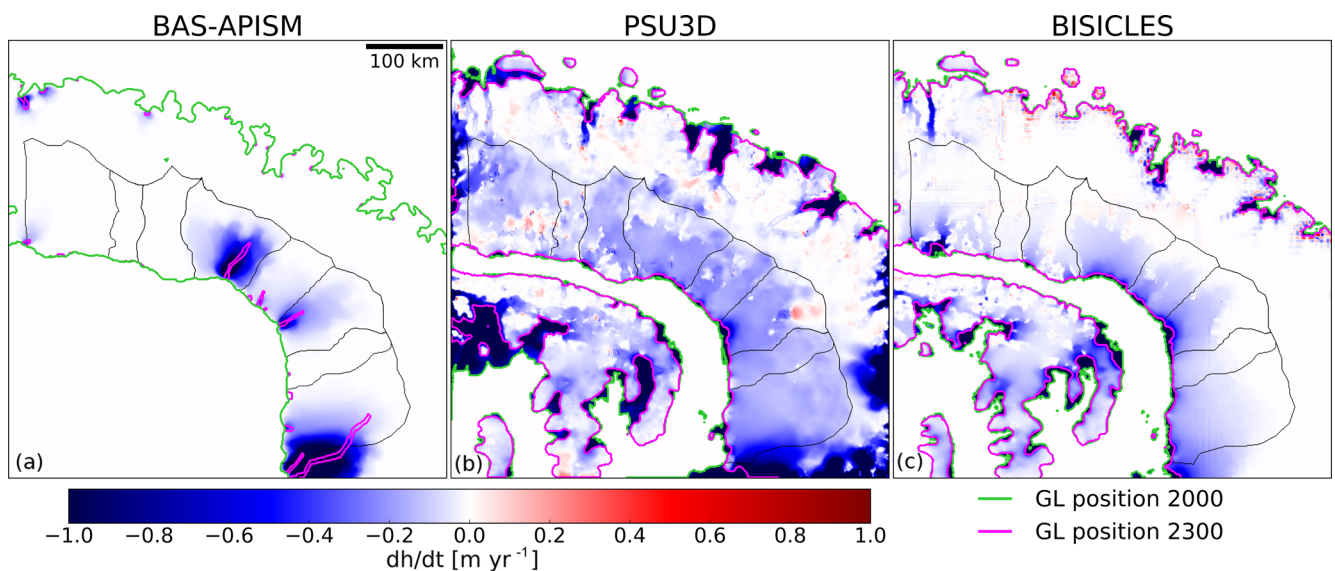 BAS-APISM
PSU3D
BISICLES
100 km
(a)
(b)
(c)
−1.0 −0.8 −0.6 −0.4 −0.2 0.0 0.2 0.4 0.6 0.8 1.0
dh/dt [m yr⁻¹]
GL position 2000
GL position 2300